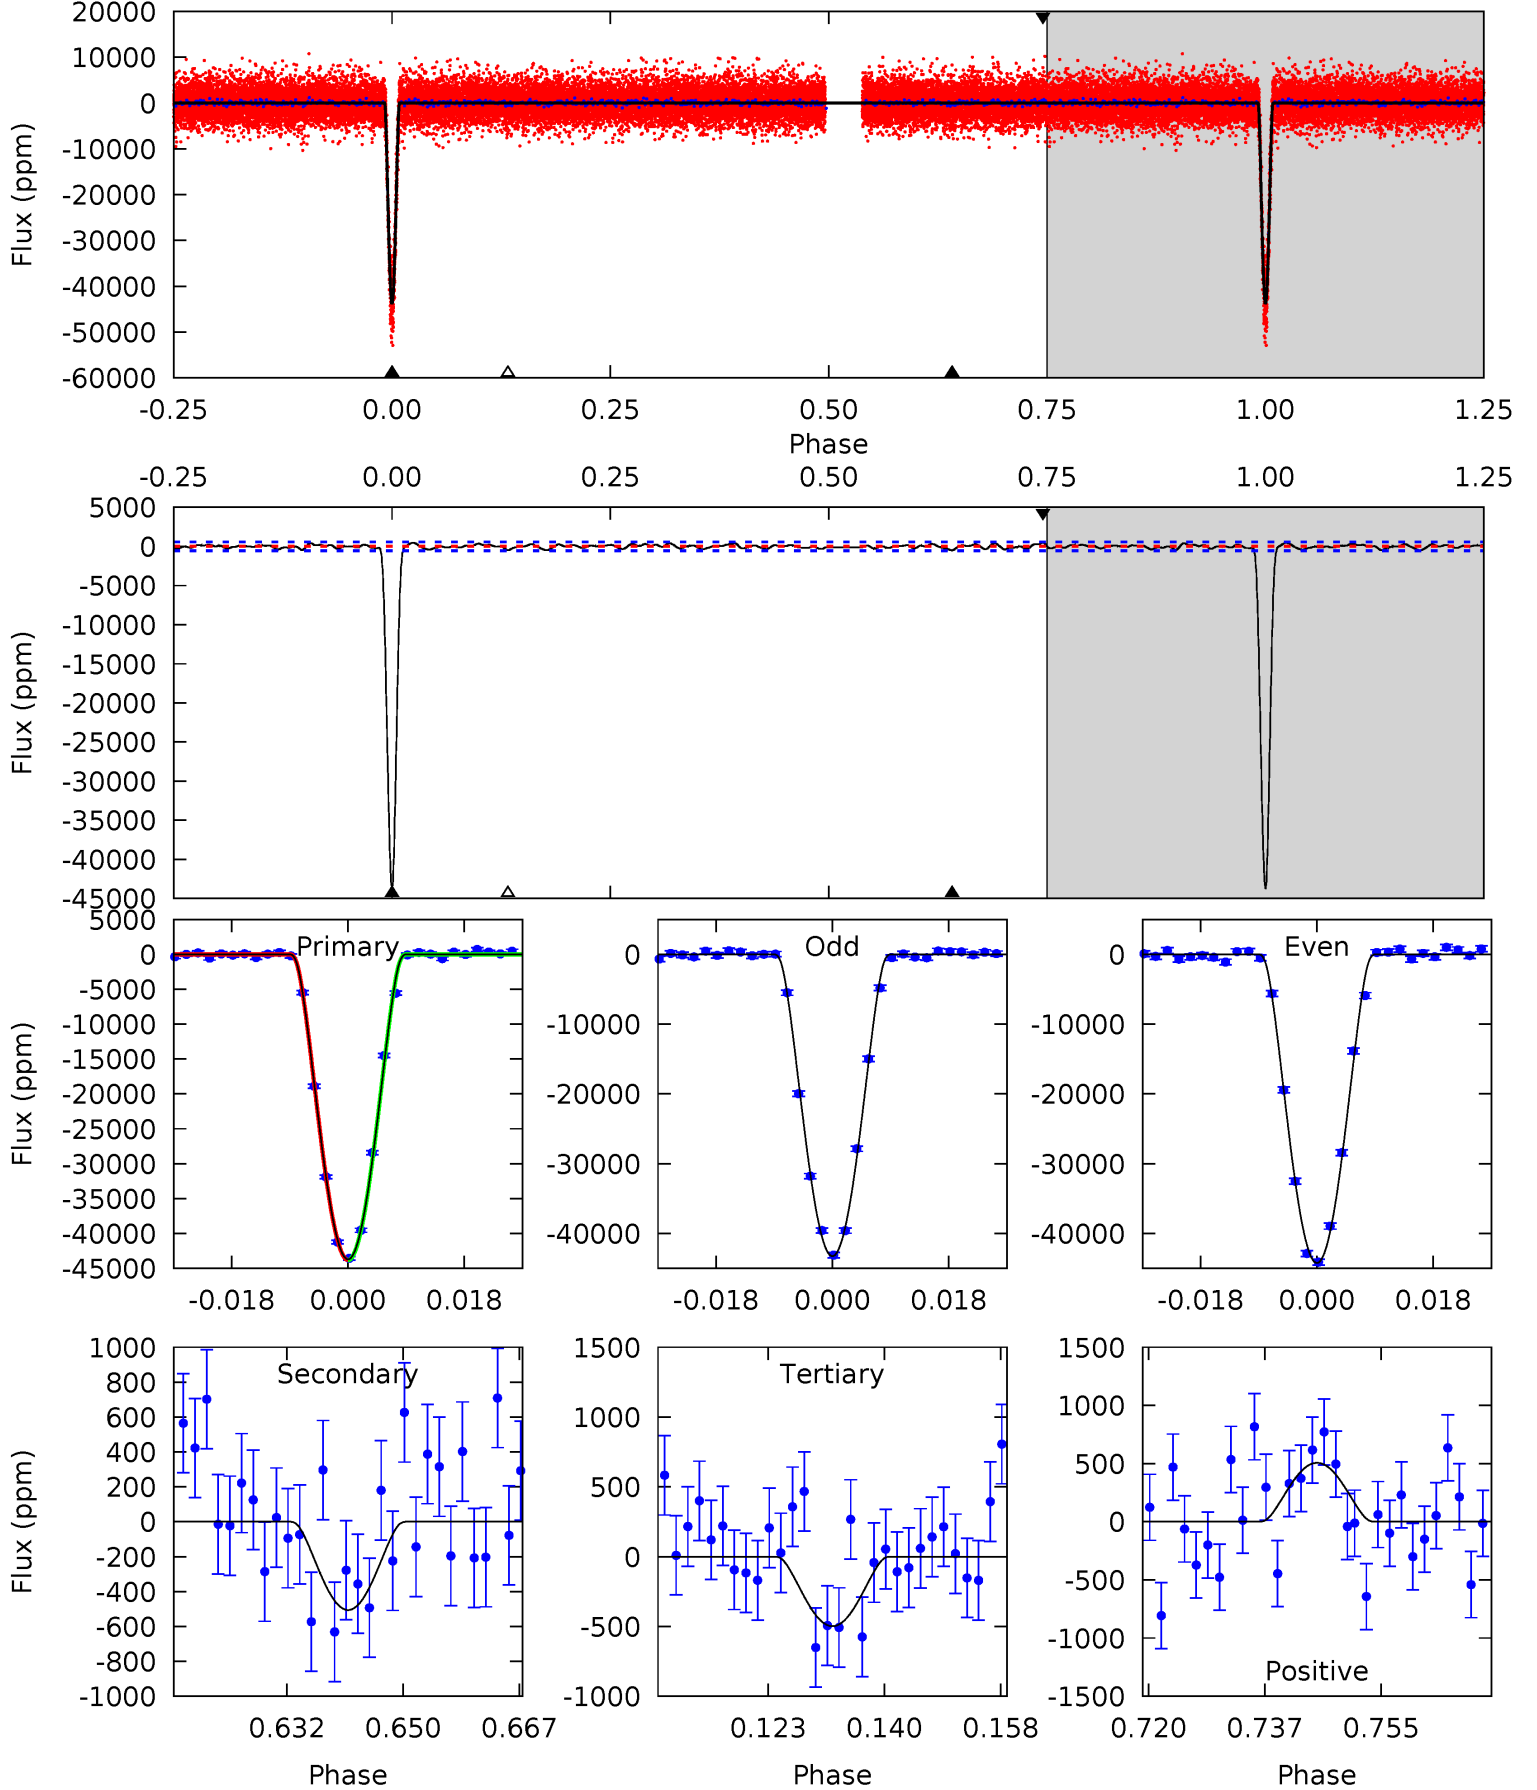 20000
10000
0
-10000
-20000
-30000
-40000
-50000
-60000
Flux (ppm)
-0.25 0.00 0.25 0.50 0.75 1.00 1.25
Phase
-0.25 0.00 0.25 0.50 0.75 1.00 1.25
5000
0
-5000
-10000
-15000
-20000
-25000
-30000
-35000
-40000
-45000
Flux (ppm)
5000
0
-5000
-10000
-15000
-20000
-25000
-30000
-35000
-40000
-45000
Flux (ppm)
Primary
-0.018 0.000 0.018
0
-10000
-20000
-30000
-40000
Odd
-0.018 0.000 0.018
0
-10000
-20000
-30000
-40000
Even
-0.018 0.000 0.018
1000
800
600
400
200
0
-200
-400
-600
-800
-1000
Flux (ppm)
Secondary
0.632 0.650 0.667
Phase
1500
1000
500
0
-500
-1000
Tertiary
0.123 0.140 0.158
Phase
1500
1000
500
0
-500
-1000
-1500
Positive
0.720 0.737 0.755
Phase